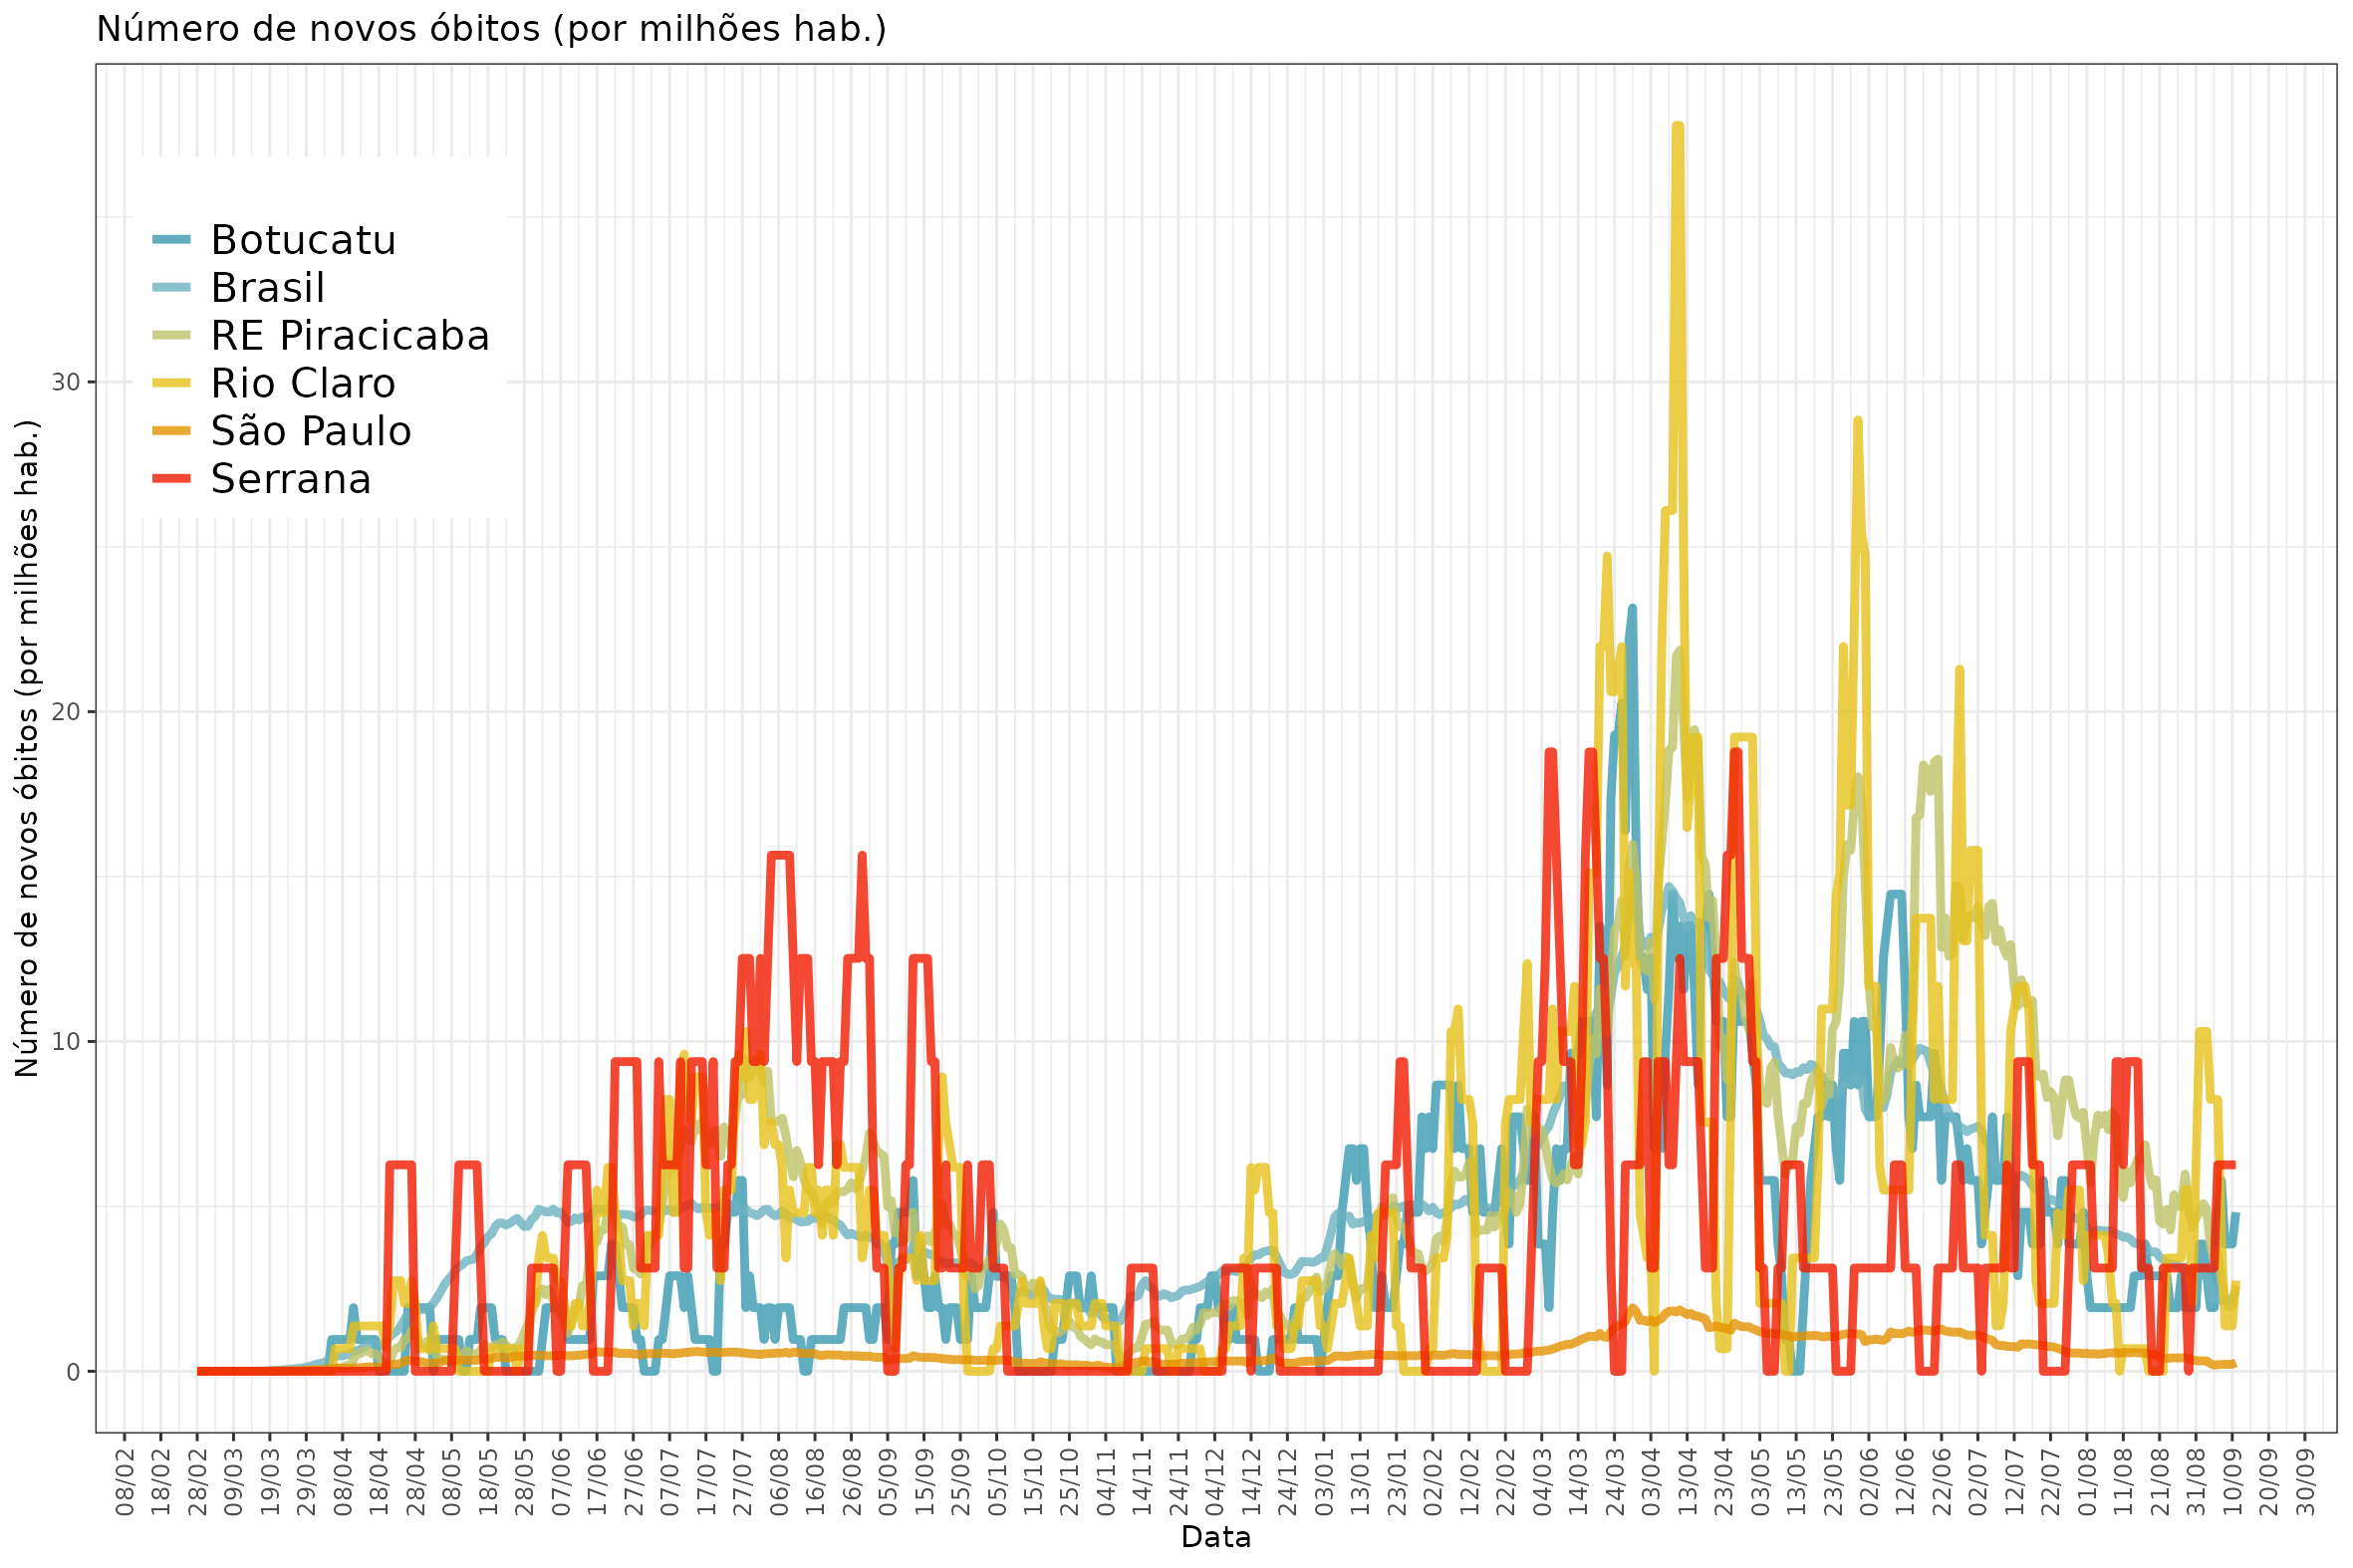 Número de novos óbitos (por milhões hab.)
Botucatu
Brasil
RE Piracicaba
Rio Claro
São Paulo
Serrana
Número de novos óbitos (por milhões hab.)
30
20
10
0
08/02 18/02 28/02 09/03 19/03 29/03 08/04 18/04 28/04 08/05 18/05 28/05 07/06 17/06 27/06 07/07 17/07 27/07 06/08 16/08 26/08 05/09 15/09 25/09 05/10 15/10 25/10 04/11 14/11 24/11 04/12 14/12 24/12 03/01 13/01 23/01 02/02 12/02 22/02 04/03 14/03 24/03 03/04 13/04 23/04 03/05 13/05 23/05 02/06 12/06 22/06 02/07 12/07 22/07 01/08 11/08 21/08 31/08 10/09 20/09 30/09
Data